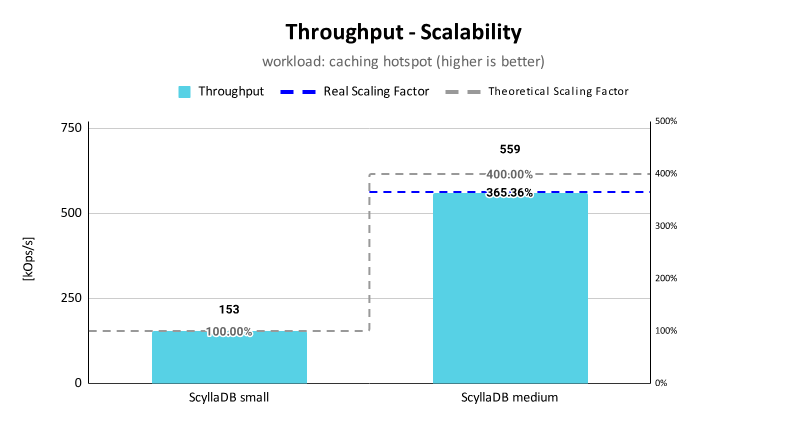 Throughput - Scalability
workload: caching hotspot (higher is better)
Throughput Real Scaling Factor Theoretical Scaling Factor
750 500%
559
400.00% 400%
365.36%
500
300%
[kOps/s]
250 200%
153
100.00% 100%
0 0%
ScyllaDB small ScyllaDB medium